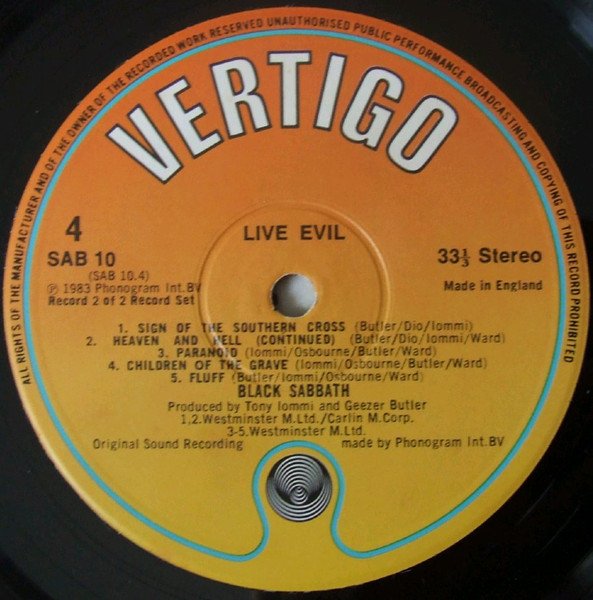 ALL RIGHTS OF THE MANUFACTURER AND OF THE OWNER OF THE RECORDED WORK RESERVED UNAUTHORISED PUBLIC PERFORMANCE BROADCASTING AND COPYING OF THIS RECORD PROHIBITED
VERTIGO
4
LIVE EVIL
SAB 10
33⅓ Stereo
(SAB 10.4)
℗ 1983 Phonogram Int.BV
Made in England
Record 2 of 2 Record Set
1. SIGN OF THE SOUTHERN CROSS (Butler/Dio/Iommi)
2. HEAVEN AND HELL (CONTINUED) (Butler/Dio/Iommi/Ward)
3. PARANOID (Iommi/Osbourne/Butler/Ward)
4. CHILDREN OF THE GRAVE (Iommi/Osbourne/Butler/Ward)
5. FLUFF (Butler/Iommi/Osbourne/Ward)
BLACK SABBATH
Produced by Tony Iommi and Geezer Butler
1,2.Westminster M.Ltd./Carlin M.Corp.
3-5.Westminster M.Ltd.
Original Sound Recording made by Phonogram Int.BV